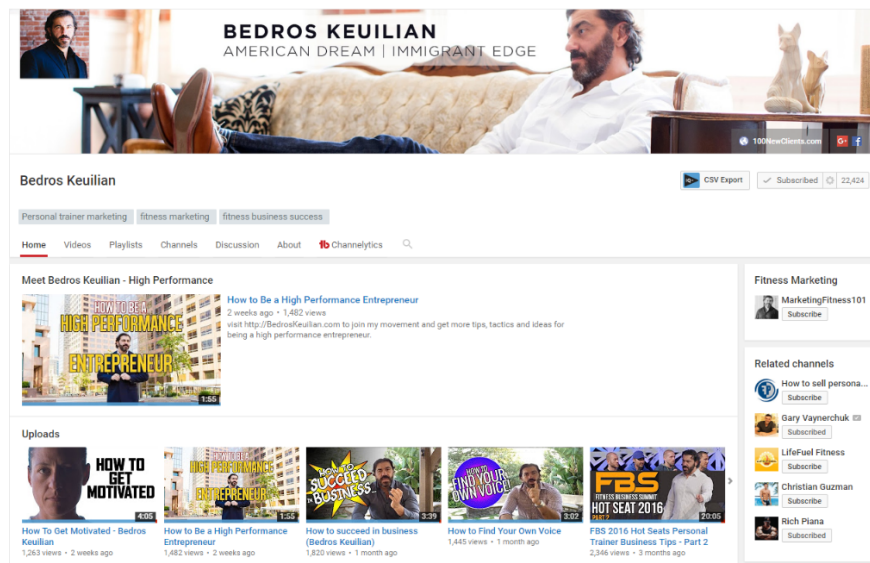 BEDROS KEUILIAN
AMERICAN DREAM | IMMIGRANT EDGE
100NewClients.com
G+ f
Bedros Keuilian
CSV Export
Subscribed
22,424
Personal trainer marketing
fitness marketing
fitness business success
Home Videos Playlists Channels Discussion About tb Channelytics
Meet Bedros Keuilian - High Performance
HOW TO BE A
HIGH PERFORMANCE
ENTREPRENEUR
1:55
How to Be a High Performance Entrepreneur
2 weeks ago • 1,482 views
visit http://BedrosKeuilian.com to join my movement and get more tips, tactics and ideas for
being a high performance entrepreneur.
Fitness Marketing
MarketingFitness101
Subscribe
Related channels
How to sell persona...
Subscribe
Gary Vaynerchuk
Subscribed
LifeFuel Fitness
Subscribe
Christian Guzman
Subscribe
Rich Piana
Subscribed
Uploads
HOW TO
GET
MOTIVATED
4:05
How To Get Motivated - Bedros
Keuilian
1,263 views • 2 weeks ago
HOW TO BE A
HIGH PERFORMANCE
ENTREPRENEUR
1:55
How to Be a High Performance
Entrepreneur
1,482 views • 2 weeks ago
HOW TO
SUCCEED
IN
BUSINESS
3:39
How to succeed in business
(Bedros Keuilian)
1,820 views • 1 month ago
HOW TO
FIND YOUR
OWN VOICE!
3:02
How to Find Your Own Voice
1,445 views • 1 month ago
FBS
FITNESS BUSINESS SUMMIT
HOT SEAT 2016
PART 2
20:05
FBS 2016 Hot Seats Personal
Trainer Business Tips - Part 2
2,346 views • 3 months ago